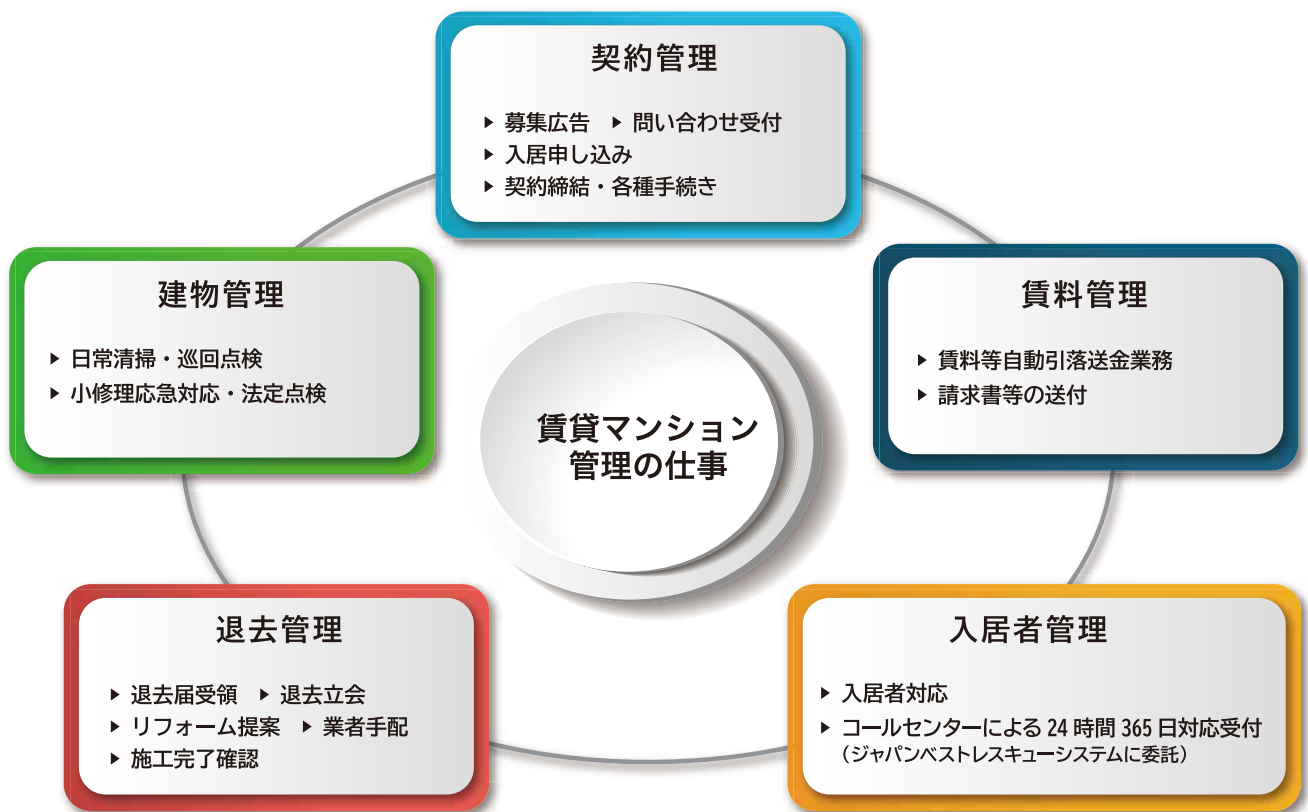 契約管理
▶ 募集広告 ▶ 問い合わせ受付
▶ 入居申し込み
▶ 契約締結・各種手続き
建物管理
▶ 日常清掃・巡回点検
▶ 小修理応急対応・法定点検
賃料管理
▶ 賃料等自動引落送金業務
▶ 請求書等の送付
賃貸マンション
管理の仕事
退去管理
▶ 退去届受領 ▶ 退去立会
▶ リフォーム提案 ▶ 業者手配
▶ 施工完了確認
入居者管理
▶ 入居者対応
▶ コールセンターによる 24 時間 365 日対応受付
(ジャパンベストレスキューシステムに委託)